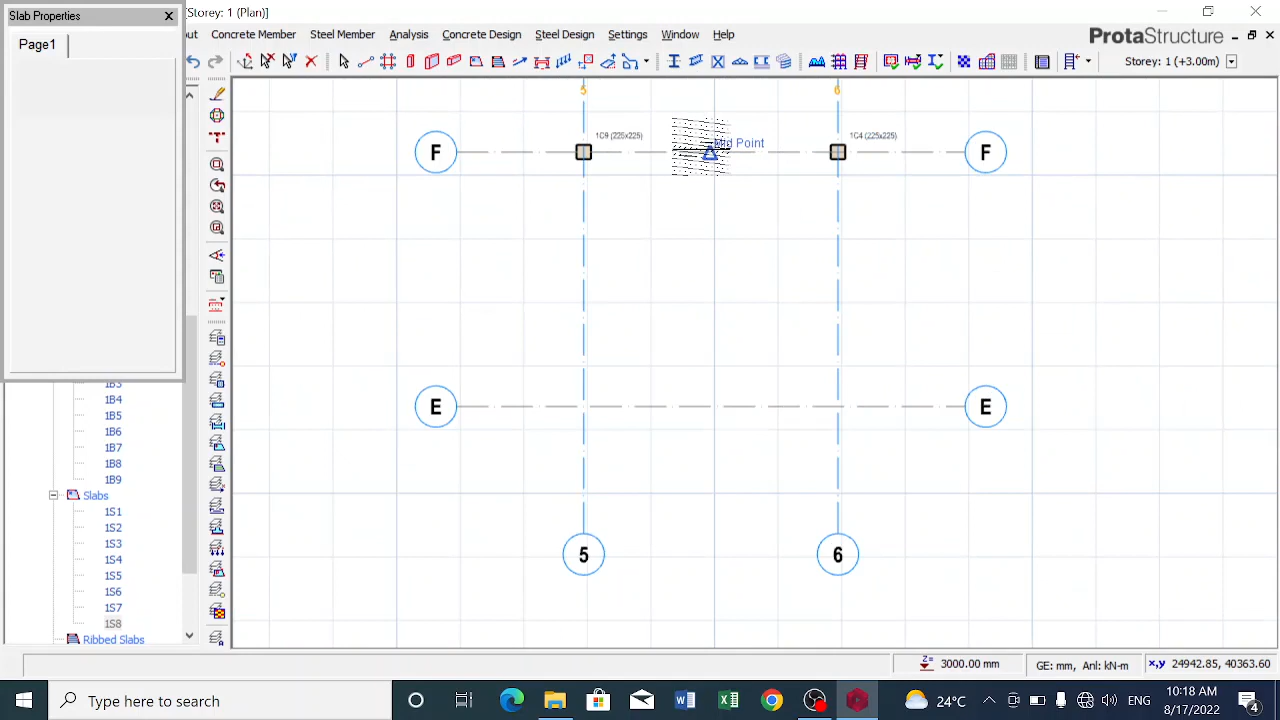 Slab Properties
Storey: 1 (Plan)]
Page1
ut Concrete Member Steel Member Analysis Concrete Design Steel Design Settings Window Help
ProtaStructure
Storey: 1 (+3.00m)
5 6
1C9 (225x225) 1C4 (225x225)
Point
F F
E E
5 6
1B3
1B4
1B5
1B6
1B7
1B8
1B9
Slabs
1S1
1S2
1S3
1S4
1S5
1S6
1S7
1S8
Ribbed Slabs
Z= 3000.00 mm GE: mm, Anl: kN-m x,y 24942.85, 40363.60
Type here to search
24°C ENG
10:18 AM
8/17/2022
4